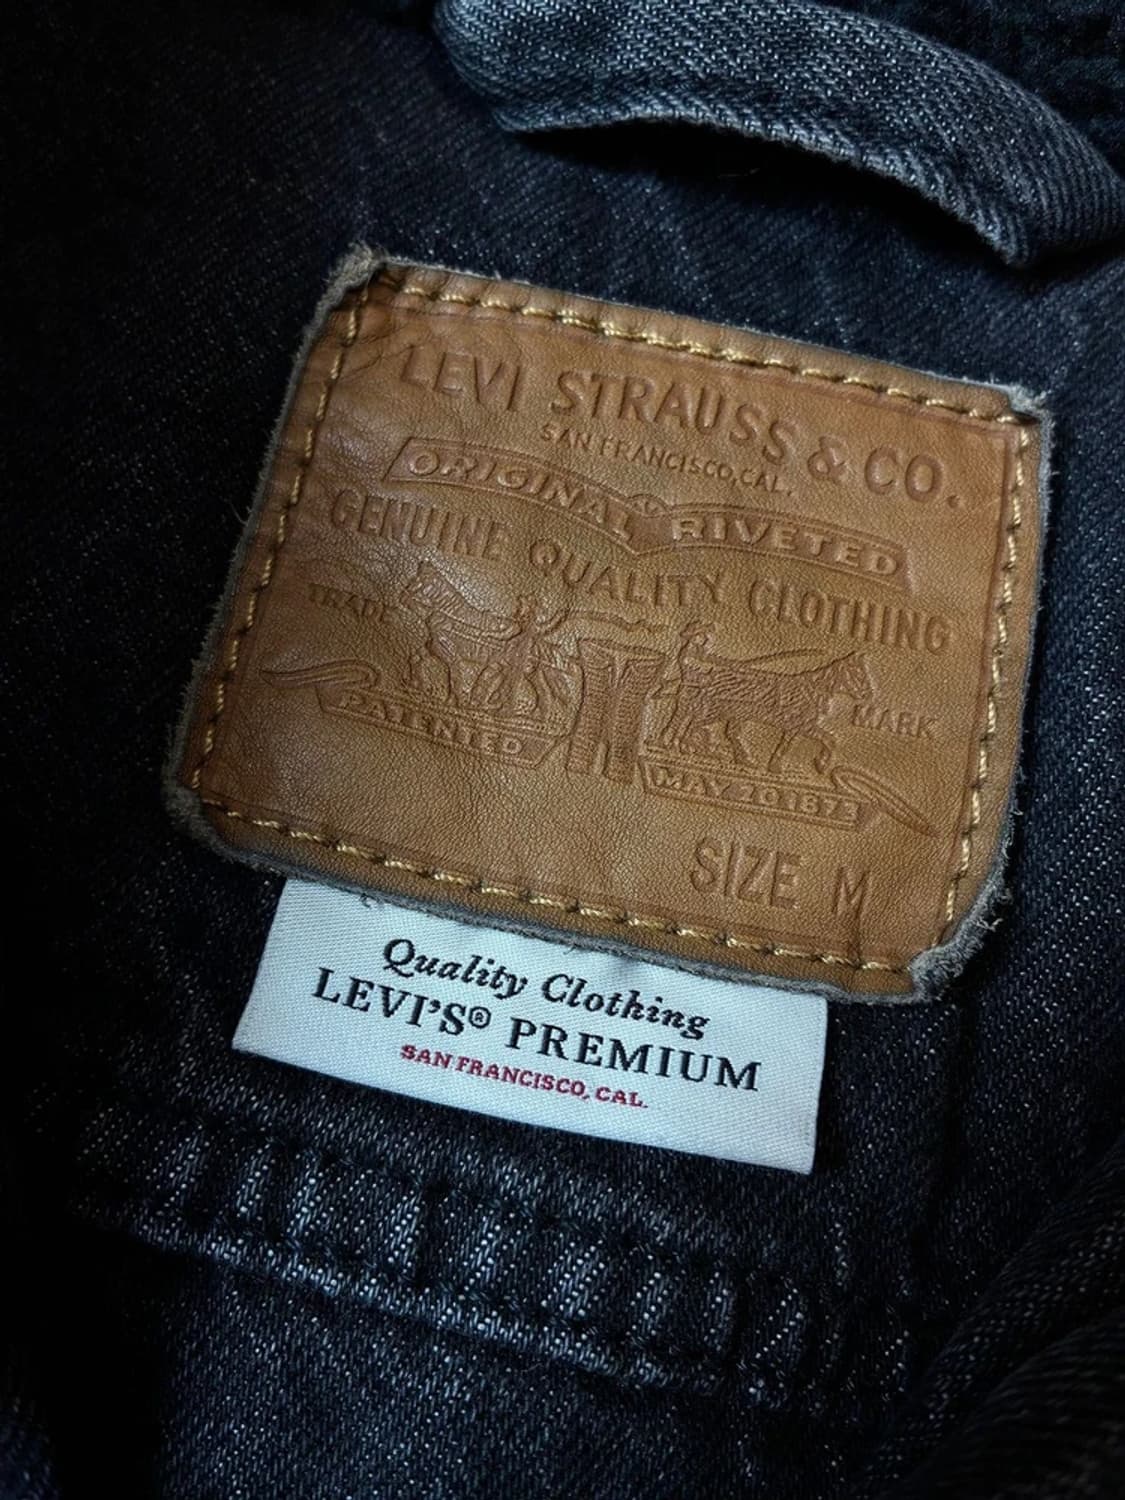 LEVI STRAUSS & CO.
SAN FRANCISCO, CAL.
ORIGINAL RIVETED
GENUINE QUALITY CLOTHING
TRADE MARK
PATENTED MAY 20 1873
SIZE M
Quality Clothing
LEVI'S® PREMIUM
SAN FRANCISCO, CAL.